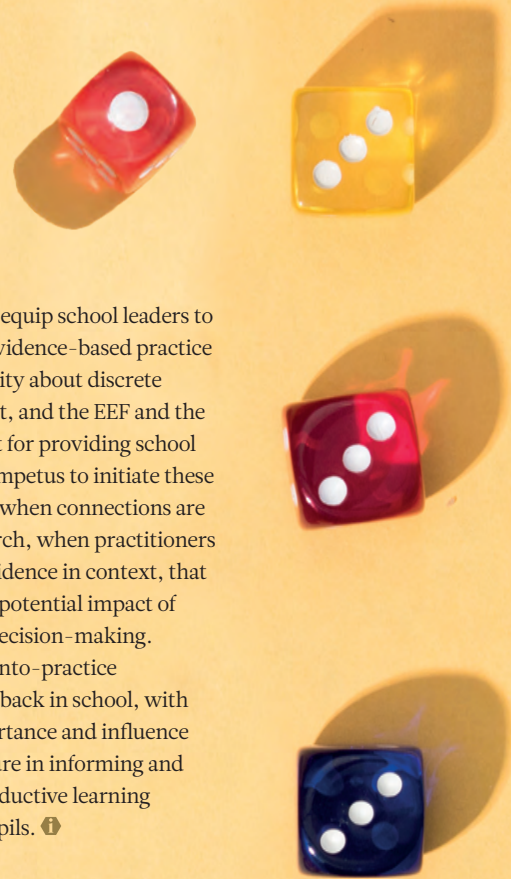 equip school leaders to
vidence-based practice
ity about discrete
t, and the EEF and the
t for providing school
mpetus to initiate these
when connections are
rch, when practitioners
idence in context, that
potential impact of
ecision-making.
nto-practice
back in school, with
rtance and influence
re in informing and
ductive learning
pils. i